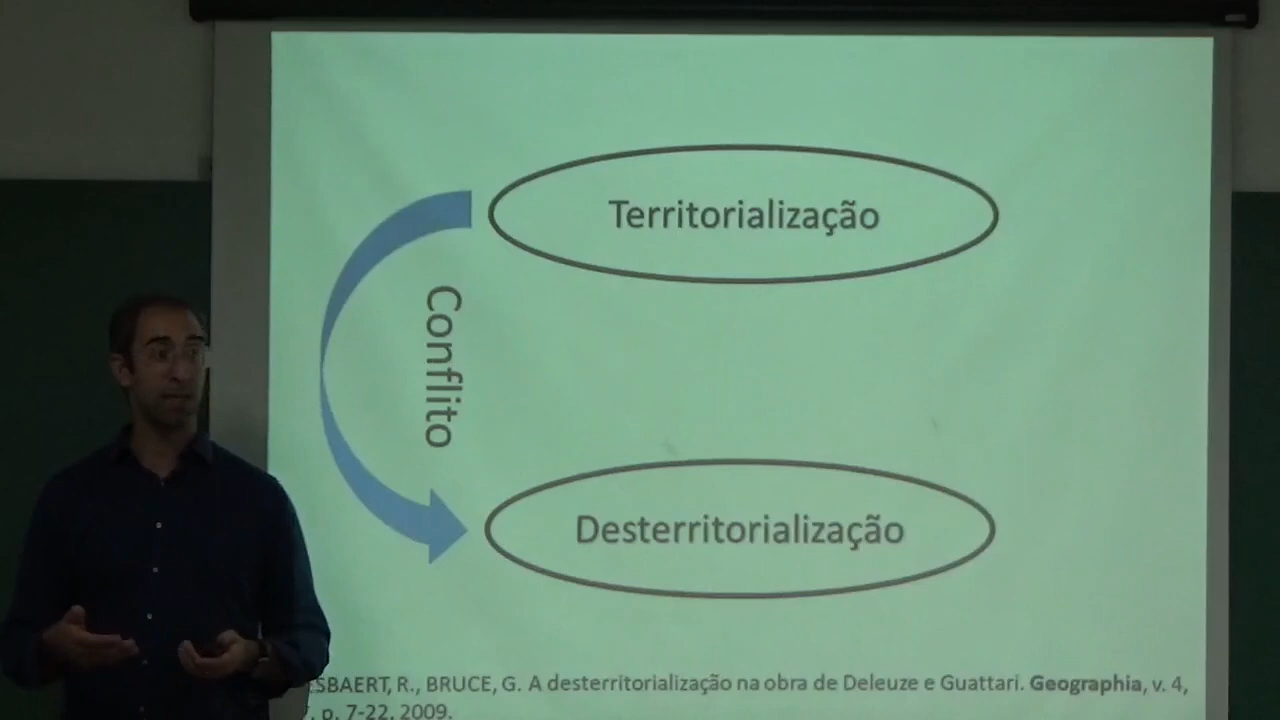 Territorialização
Conflito
Desterritorialização
ESBAERT, R., BRUCE, G. A desterritorialização na obra de Deleuze e Guattari. Geographia, v. 4,
, p. 7-22, 2009.